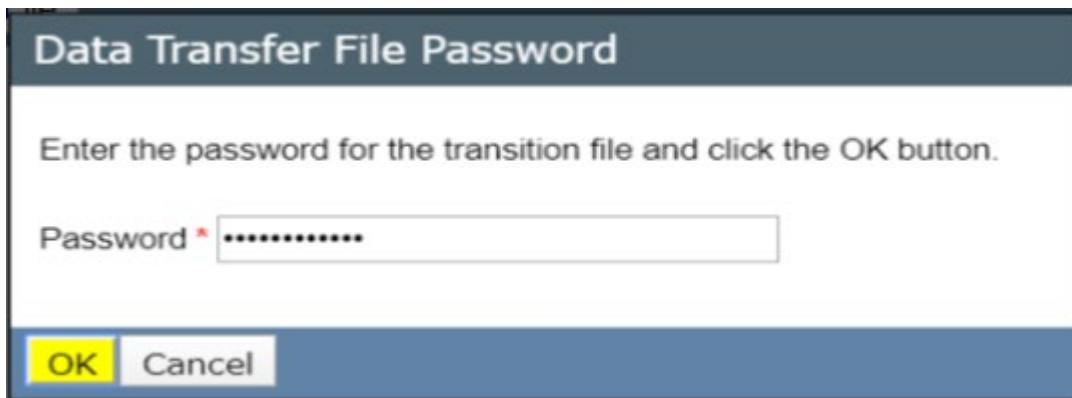 Data Transfer File Password
Enter the password for the transition file and click the OK button.
Password * ••••••••••••
OK Cancel